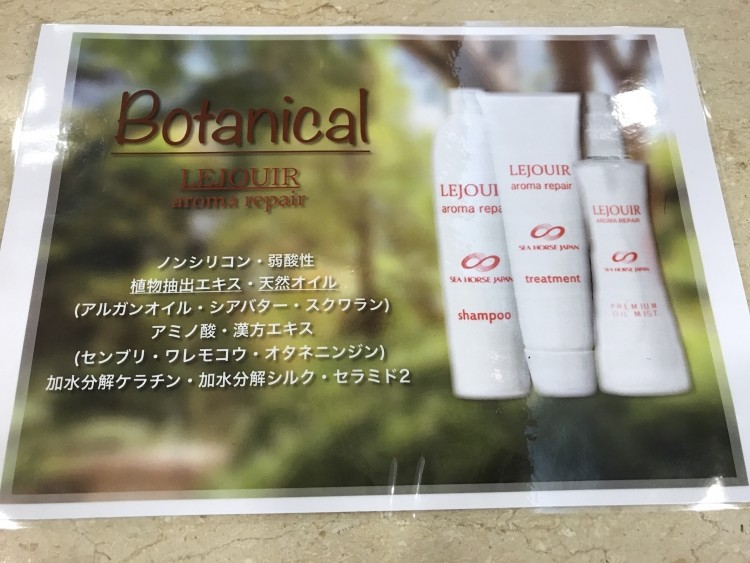 Botanical
LEJOUIR
aroma repair
ノンシリコン・弱酸性
植物抽出エキス・天然オイル
(アルガンオイル・シアバター・スクワラン)
アミノ酸・漢方エキス
(センブリ・ワレモコウ・オタネニンジン)
加水分解ケラチン・加水分解シルク・セラミド2
LEJOUIR
aroma repa
SEA HORSE JAPAN
shampoo
LEJOUIR
aroma repair
SEA HORSE JAPAN
treatment
LEJOUIR
AROMA REPAIR
SEA HORSE JAPAN
PREMIUM
OIL MIST